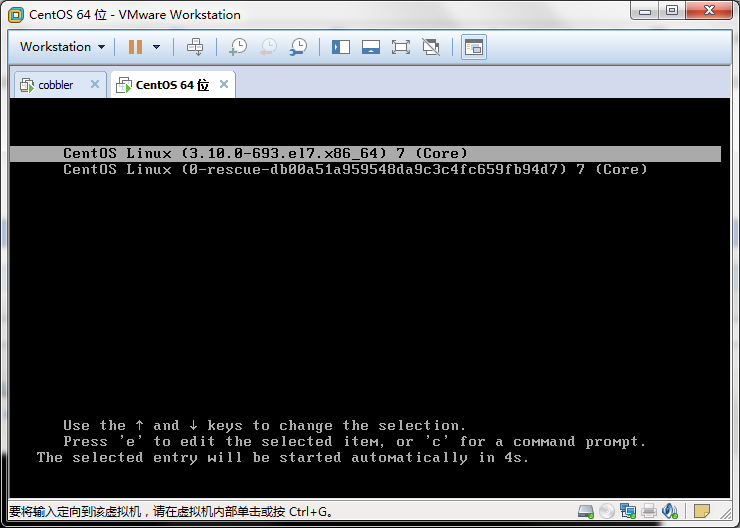 CentOS 64 位 - VMware Workstation
Workstation
cobbler
CentOS 64 位
CentOS Linux (3.10.0-693.el7.x86_64) 7 (Core)
CentOS Linux (0-rescue-db00a51a959548da9c3c4fc659fb94d7) 7 (Core)
Use the ↑ and ↓ keys to change the selection.
Press 'e' to edit the selected item, or 'c' for a command prompt.
The selected entry will be started automatically in 4s.
要将输入定向到该虚拟机，请在虚拟机内部单击或按 Ctrl+G。